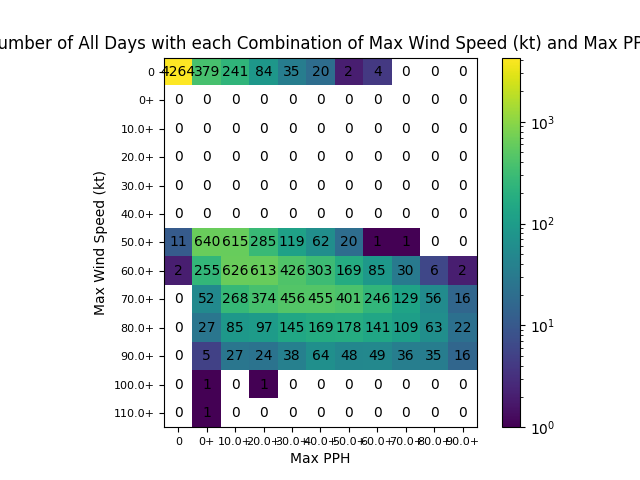 umber of All Days with each Combination of Max Wind Speed (kt) and Max PPH
0 4264 379 241 84 35 20 2 4 0 0 0
0+ 0 0 0 0 0 0 0 0 0 0 0
10.0+ 0 0 0 0 0 0 0 0 0 0 0
20.0+ 0 0 0 0 0 0 0 0 0 0 0
30.0+ 0 0 0 0 0 0 0 0 0 0 0
40.0+ 0 0 0 0 0 0 0 0 0 0 0
50.0+ 11 640 615 285 119 62 20 1 1 0 0
60.0+ 2 255 626 613 426 303 169 85 30 6 2
70.0+ 0 52 268 374 456 455 401 246 129 56 16
80.0+ 0 27 85 97 145 169 178 141 109 63 22
90.0+ 0 5 27 24 38 64 48 49 36 35 16
100.0+ 0 1 0 1 0 0 0 0 0 0 0
110.0+ 0 1 0 0 0 0 0 0 0 0 0
0 0+ 10.0+ 20.0+ 30.0+ 40.0+ 50.0+ 60.0+ 70.0+ 80.0+ 90.0+
Max PPH
Max Wind Speed (kt)
10³
10²
10¹
10⁰